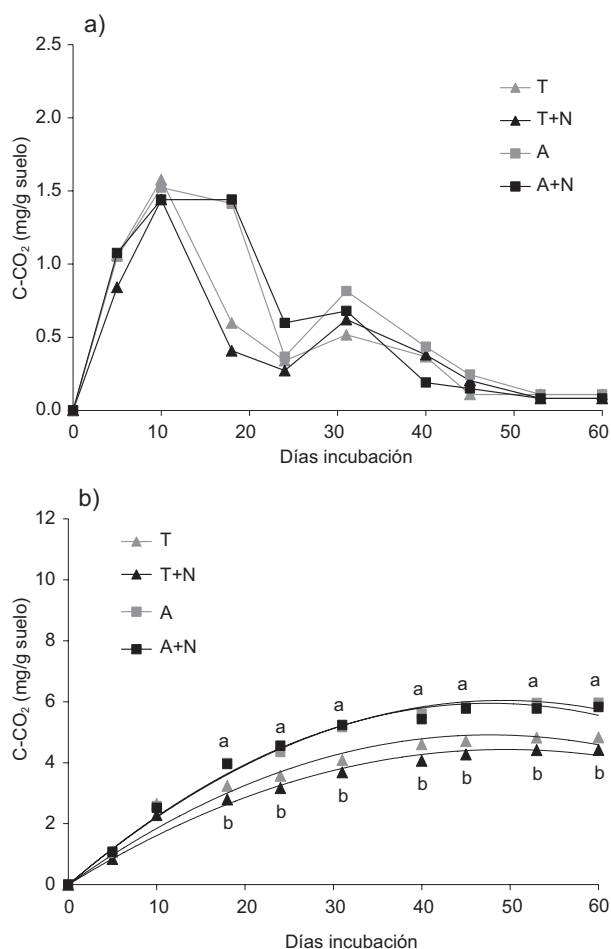 a)
2.5
2.0
1.5
1.0
0.5
0.0
C-CO₂ (mg/g suelo)
T
T+N
A
A+N
0 10 20 30 40 50 60
Días incubación
b)
12
10
8
6
4
2
0
C-CO₂ (mg/g suelo)
T
T+N
A
A+N
a a a a a a a
b b b b b b b
0 10 20 30 40 50 60
Días incubación